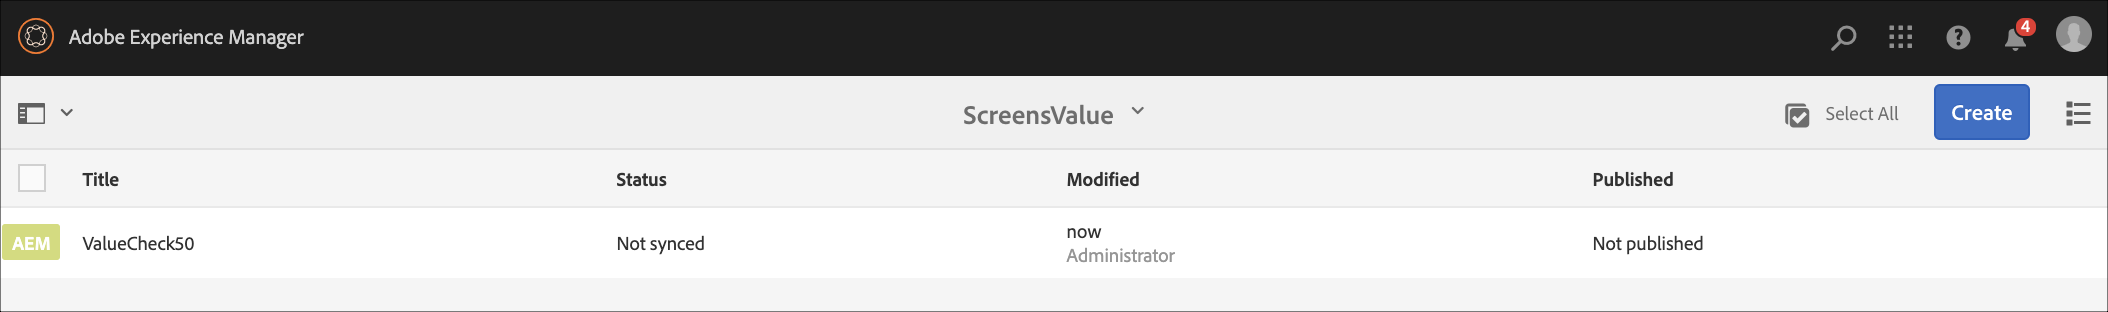 Adobe Experience Manager
4
ScreensValue
Select All
Create
Title Status Modified Published
AEM ValueCheck50 Not synced now Not published
Administrator